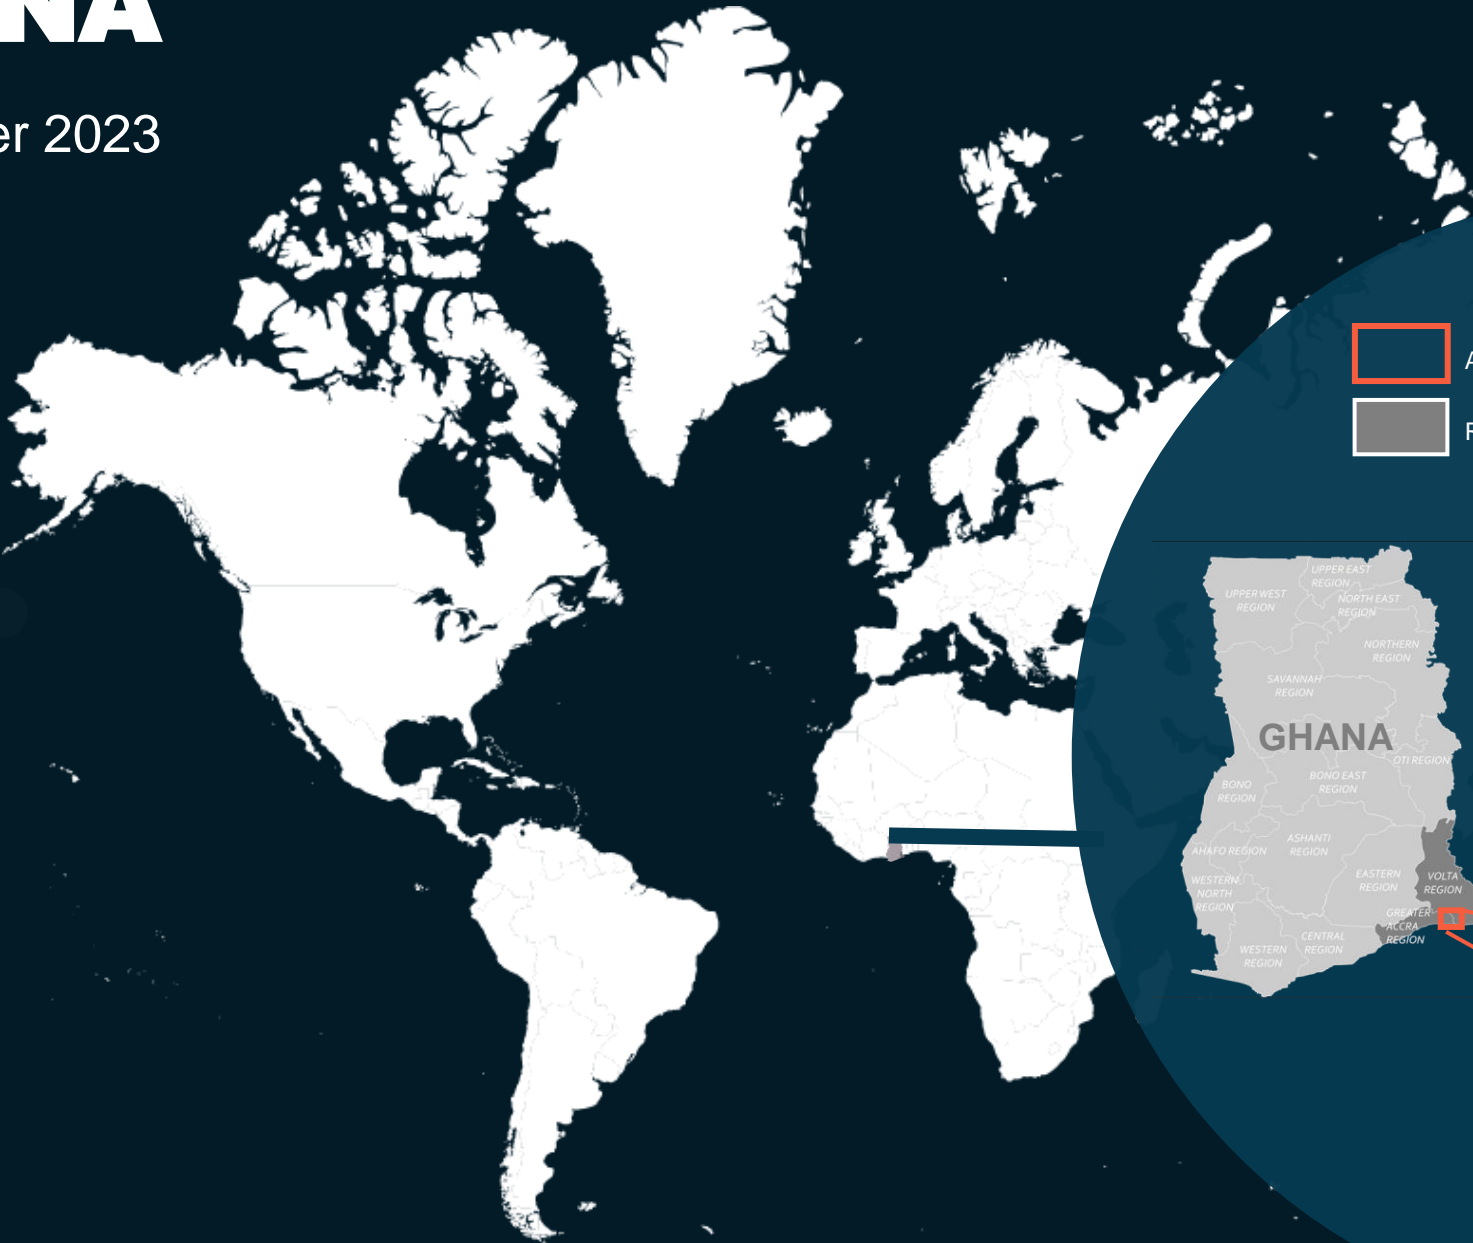 NA
er 2023
A
F
UPPER EAST
REGION
UPPER WEST
REGION
NORTH EAST
REGION
NORTHERN
REGION
SAVANNAH
REGION
GHANA
OTI REGION
BONO EAST
REGION
BONO
REGION
ASHANTI
REGION
AHAFO REGION
EASTERN
REGION
VOLTA
REGION
WESTERN
NORTH
REGION
GREATER
ACCRA
REGION
CENTRAL
REGION
WESTERN
REGION